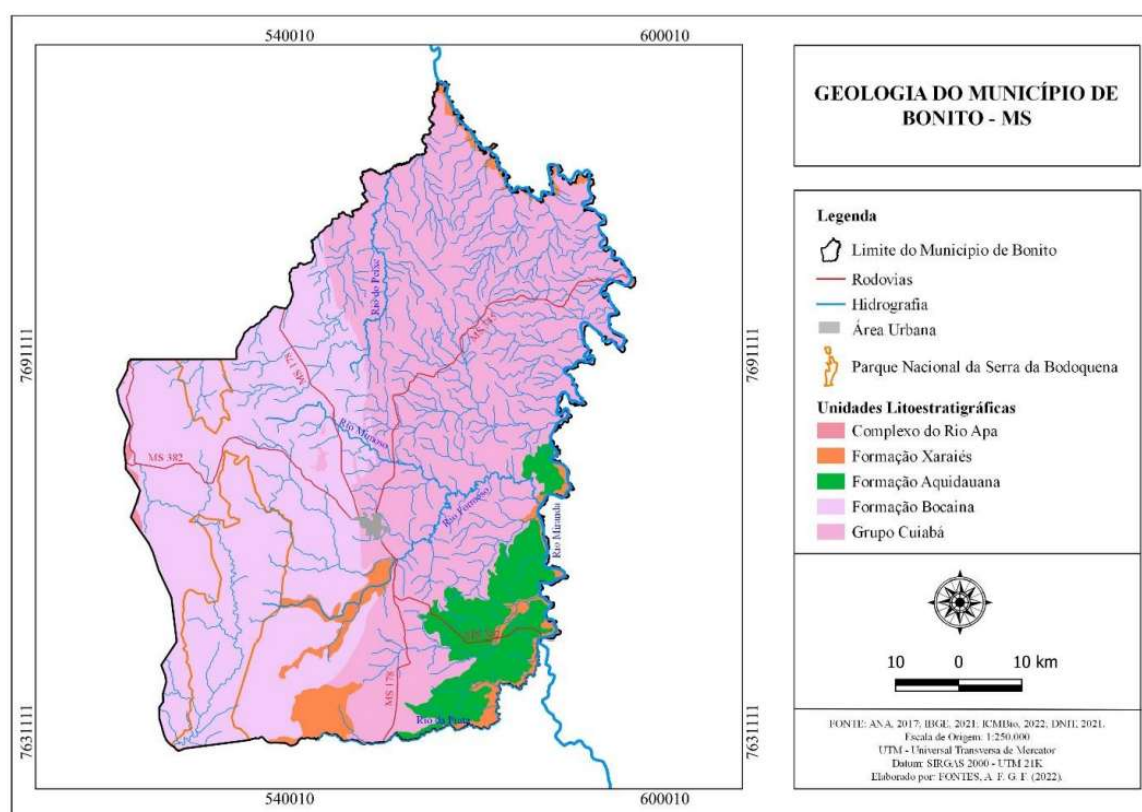 540010
600010
7691111
7631111
7691111
7631111
540010
600010
Rio do Peixe
MS 178
Rio Mimoso
MS 382
Rio Formoso
Rio Miranda
MS 178
Rio da Prata
GEOLOGIA DO MUNICÍPIO DE
BONITO - MS
Legenda
Limite do Município de Bonito
Rodovias
Hidrografia
Área Urbana
Parque Nacional da Serra da Bodoquena
Unidades Litoestratigráficas
Complexo do Rio Apa
Formação Xaraiés
Formação Aquidauana
Formação Bocaina
Grupo Cuiabá
10 0 10 km
FONTE: ANA, 2017; IBGE, 2021; ICMBio, 2022; DNIT, 2021.
Escala de Origem: 1:250.000
UTM - Universal Transversa de Mercator
Datum: SIRGAS 2000 - UTM 21K
Elaborado por: FONTES, A. F. G. F. (2022).